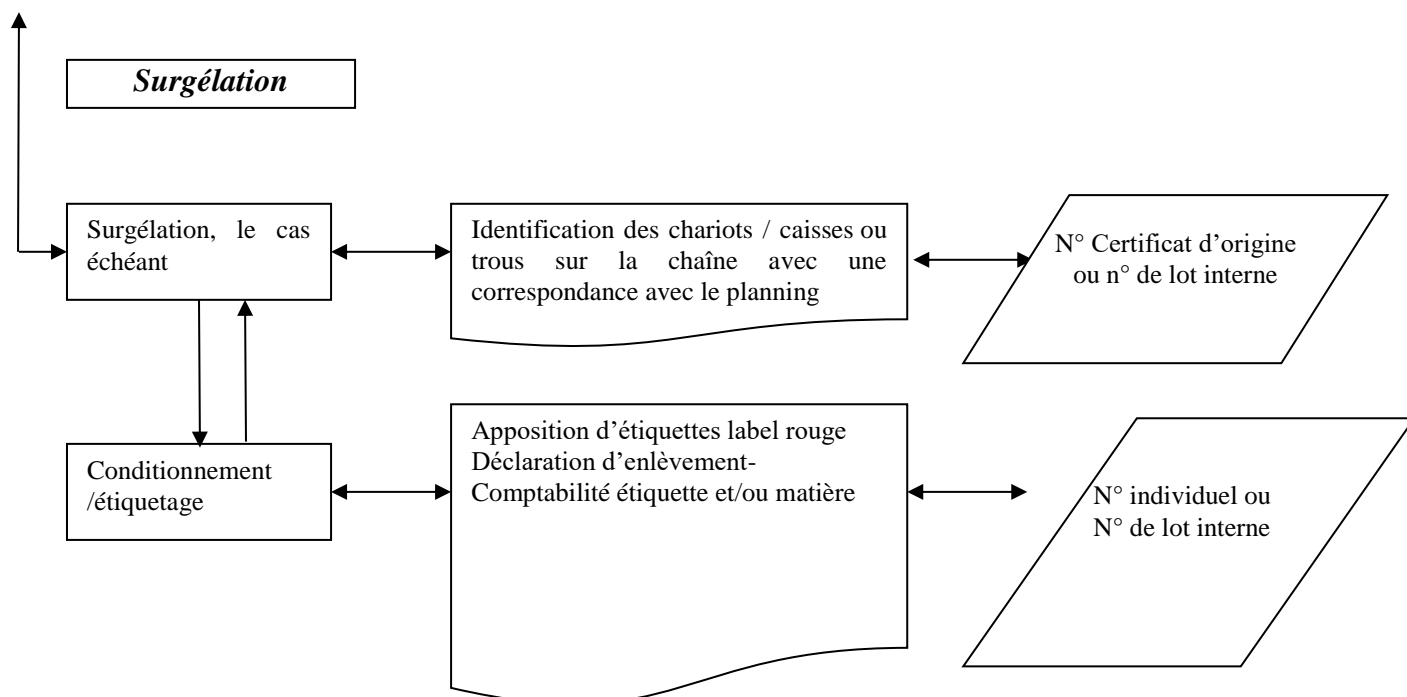 Surgélation
Surgélation, le cas
échéant
Identification des chariots / caisses ou
trous sur la chaîne avec une
correspondance avec le planning
N° Certificat d’origine
ou n° de lot interne
Conditionnement
/étiquetage
Apposition d’étiquettes label rouge
Déclaration d’enlèvement-
Comptabilité étiquette et/ou matière
N° individuel ou
N° de lot interne